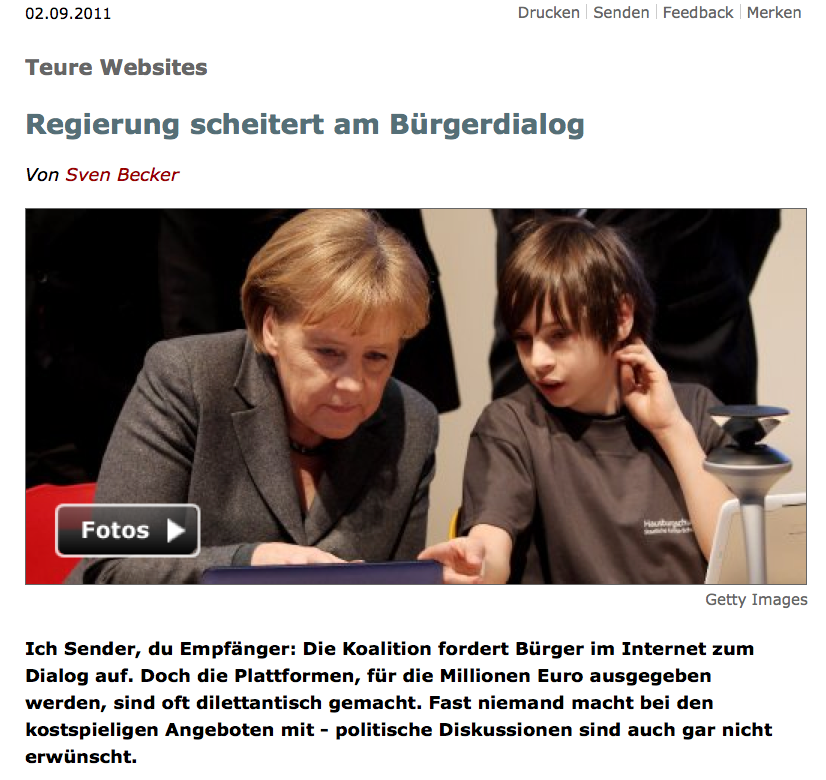 02.09.2011
Drucken Senden Feedback Merken
Teure Websites
Regierung scheitert am Bürgerdialog
Von Sven Becker
Fotos
Getty Images
Ich Sender, du Empfänger: Die Koalition fordert Bürger im Internet zum
Dialog auf. Doch die Plattformen, für die Millionen Euro ausgegeben
werden, sind oft dilettantisch gemacht. Fast niemand macht bei den
kostspieligen Angeboten mit - politische Diskussionen sind auch gar nicht
erwünscht.